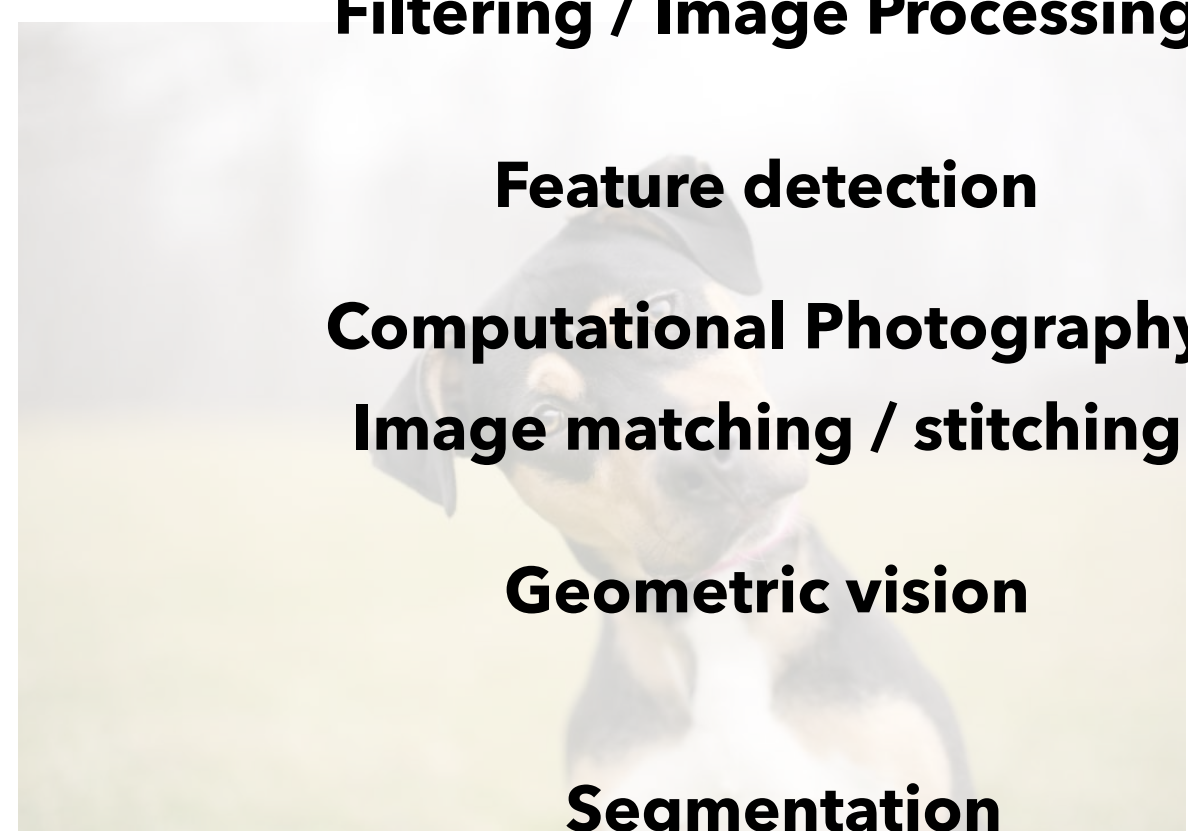 Filtering / Image Processing
Feature detection
Computational Photography
Image matching / stitching
Geometric vision
Segmentation